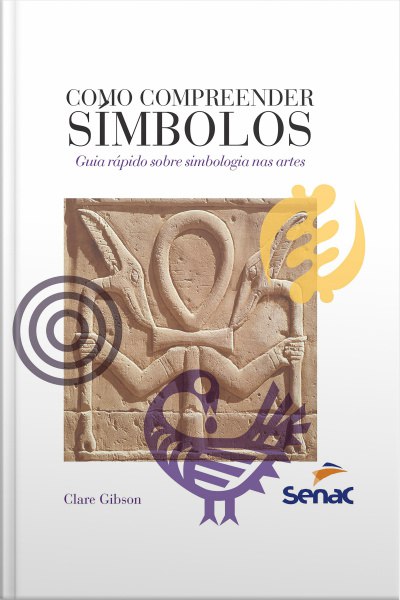 COMO COMPREENDER
SÍMBOLOS
Guia rápido sobre simbologia nas artes
Clare Gibson
Senac